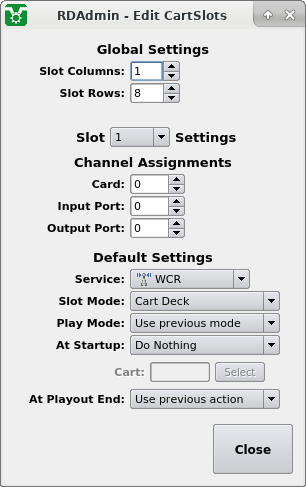 RDAdmin - Edit CartSlots
Global Settings
Slot Columns: 1
Slot Rows: 8
Slot 1 Settings
Channel Assignments
Card: 0
Input Port: 0
Output Port: 0
Default Settings
Service: WCR
Slot Mode: Cart Deck
Play Mode: Use previous mode
At Startup: Do Nothing
Cart: Select
At Playout End: Use previous action
Close